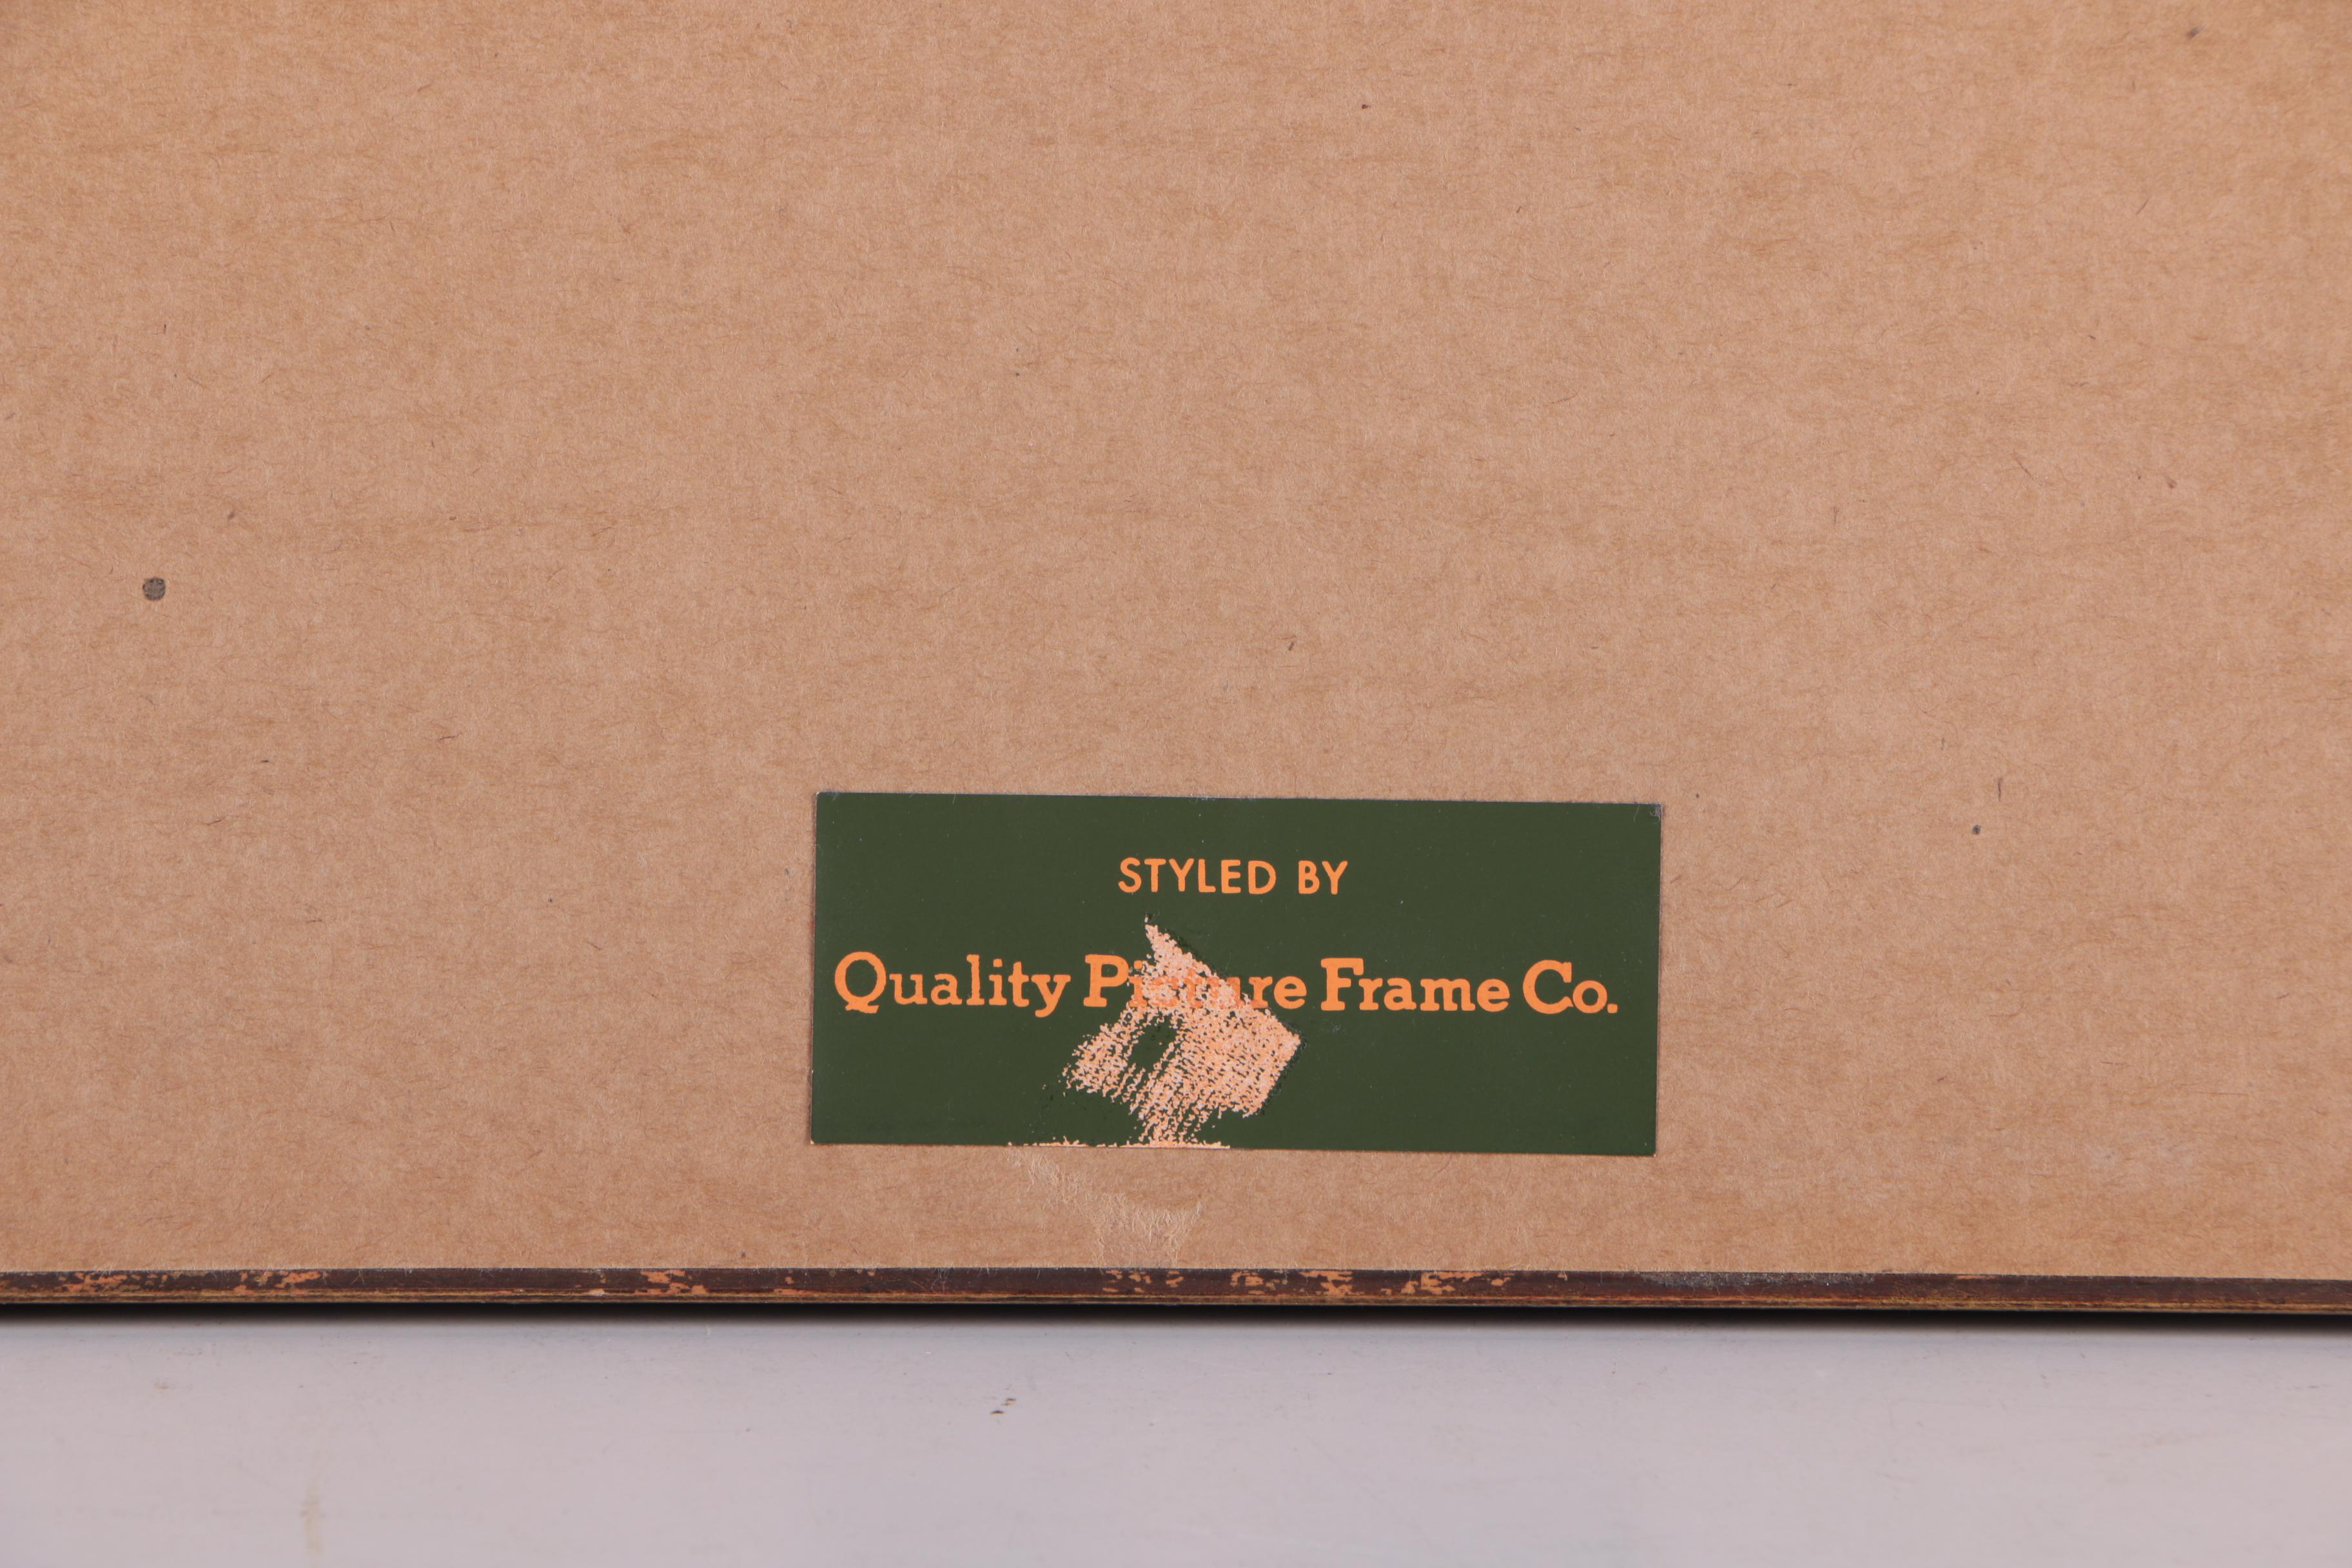 STYLED BY
Quality Picture Frame Co.